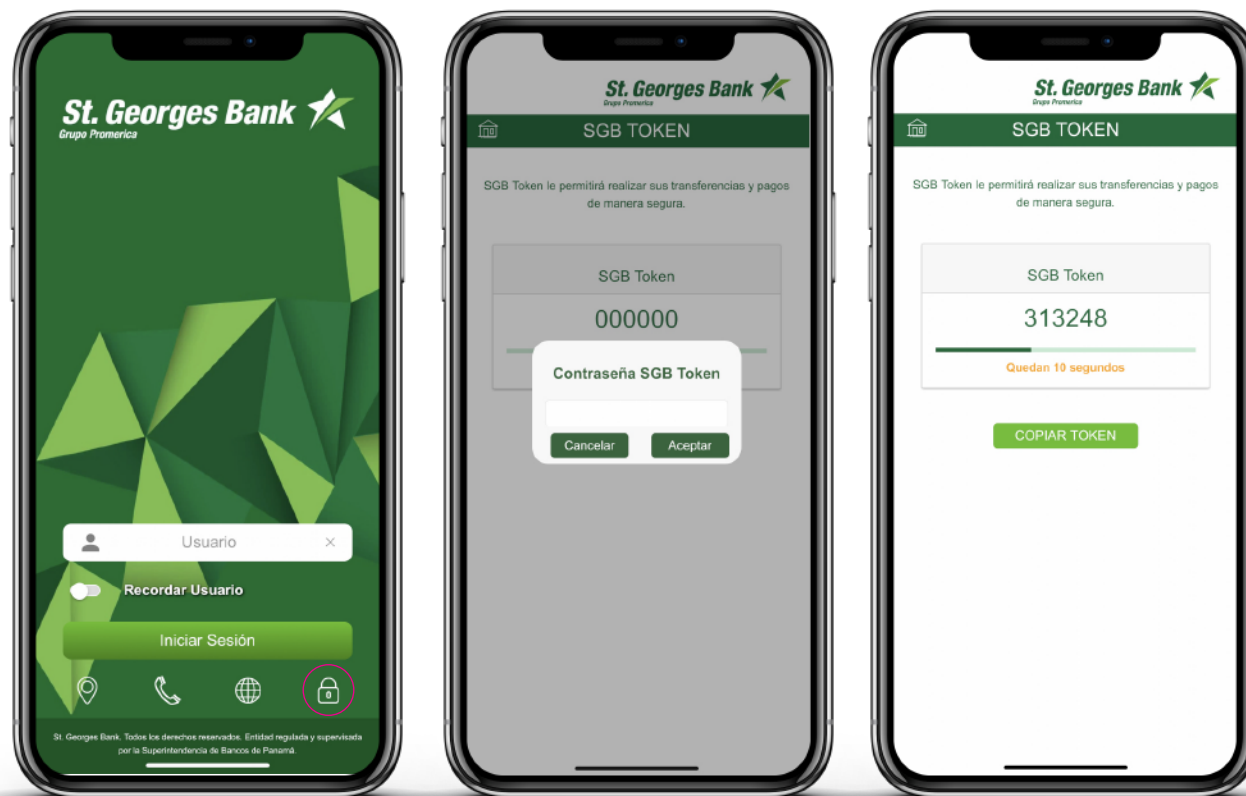 St. Georges Bank
Grupo Promerica
Usuario
Recordar Usuario
Iniciar Sesión
St. Georges Bank. Todos los derechos reservados. Entidad regulada y supervisada
por la Superintendencia de Bancos de Panamá.
St. Georges Bank
Grupo Promerica
SGB TOKEN
SGB Token le permitirá realizar sus transferencias y pagos
de manera segura.
SGB Token
000000
Contraseña SGB Token
Cancelar
Aceptar
St. Georges Bank
Grupo Promerica
SGB TOKEN
SGB Token le permitirá realizar sus transferencias y pagos
de manera segura.
SGB Token
313248
Quedan 10 segundos
COPIAR TOKEN